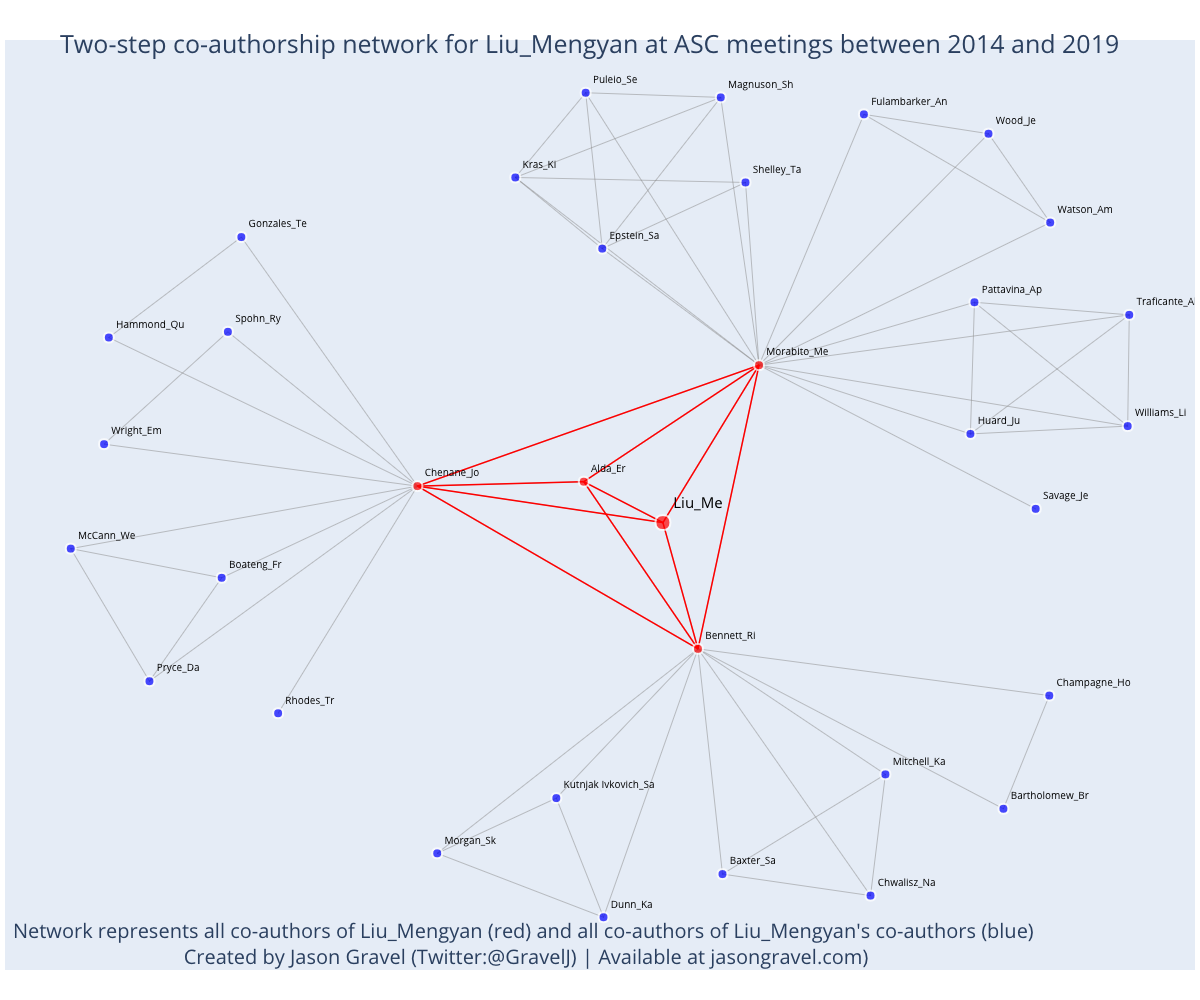 Two-step co-authorship network for Liu_Mengyan at ASC meetings between 2014 and 2019
Puleio_Se
Magnuson_Sh
Fulambarker_An
Wood_Je
Kras_Ki
Shelley_Ta
Watson_Am
Gonzales_Te
Epstein_Sa
Pattavina_Ap
Traficante_Al
Hammond_Qu
Spohn_Ry
Morabito_Me
Williams_Li
Huard_Ju
Wright_Em
Chenane_Jo
Alda_Er
Liu_Me
Savage_Je
McCann_We
Boateng_Fr
Bennett_Ri
Pryce_Da
Champagne_Ho
Rhodes_Tr
Mitchell_Ka
Kutnjak Ivkovich_Sa
Bartholomew_Br
Morgan_Sk
Baxter_Sa
Chwalisz_Na
Dunn_Ka
Network represents all co-authors of Liu_Mengyan (red) and all co-authors of Liu_Mengyan's co-authors (blue)
Created by Jason Gravel (Twitter:@GravelJ) | Available at jasongravel.com)